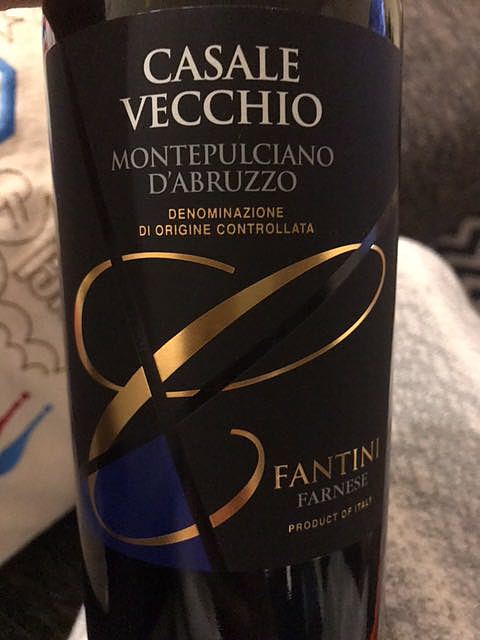 CASALE
VECCHIO
MONTEPULCIANO
D'ABRUZZO
DENOMINAZIONE
DI ORIGINE CONTROLLATA
FANTINI
FARNESE
PRODUCT OF ITALY